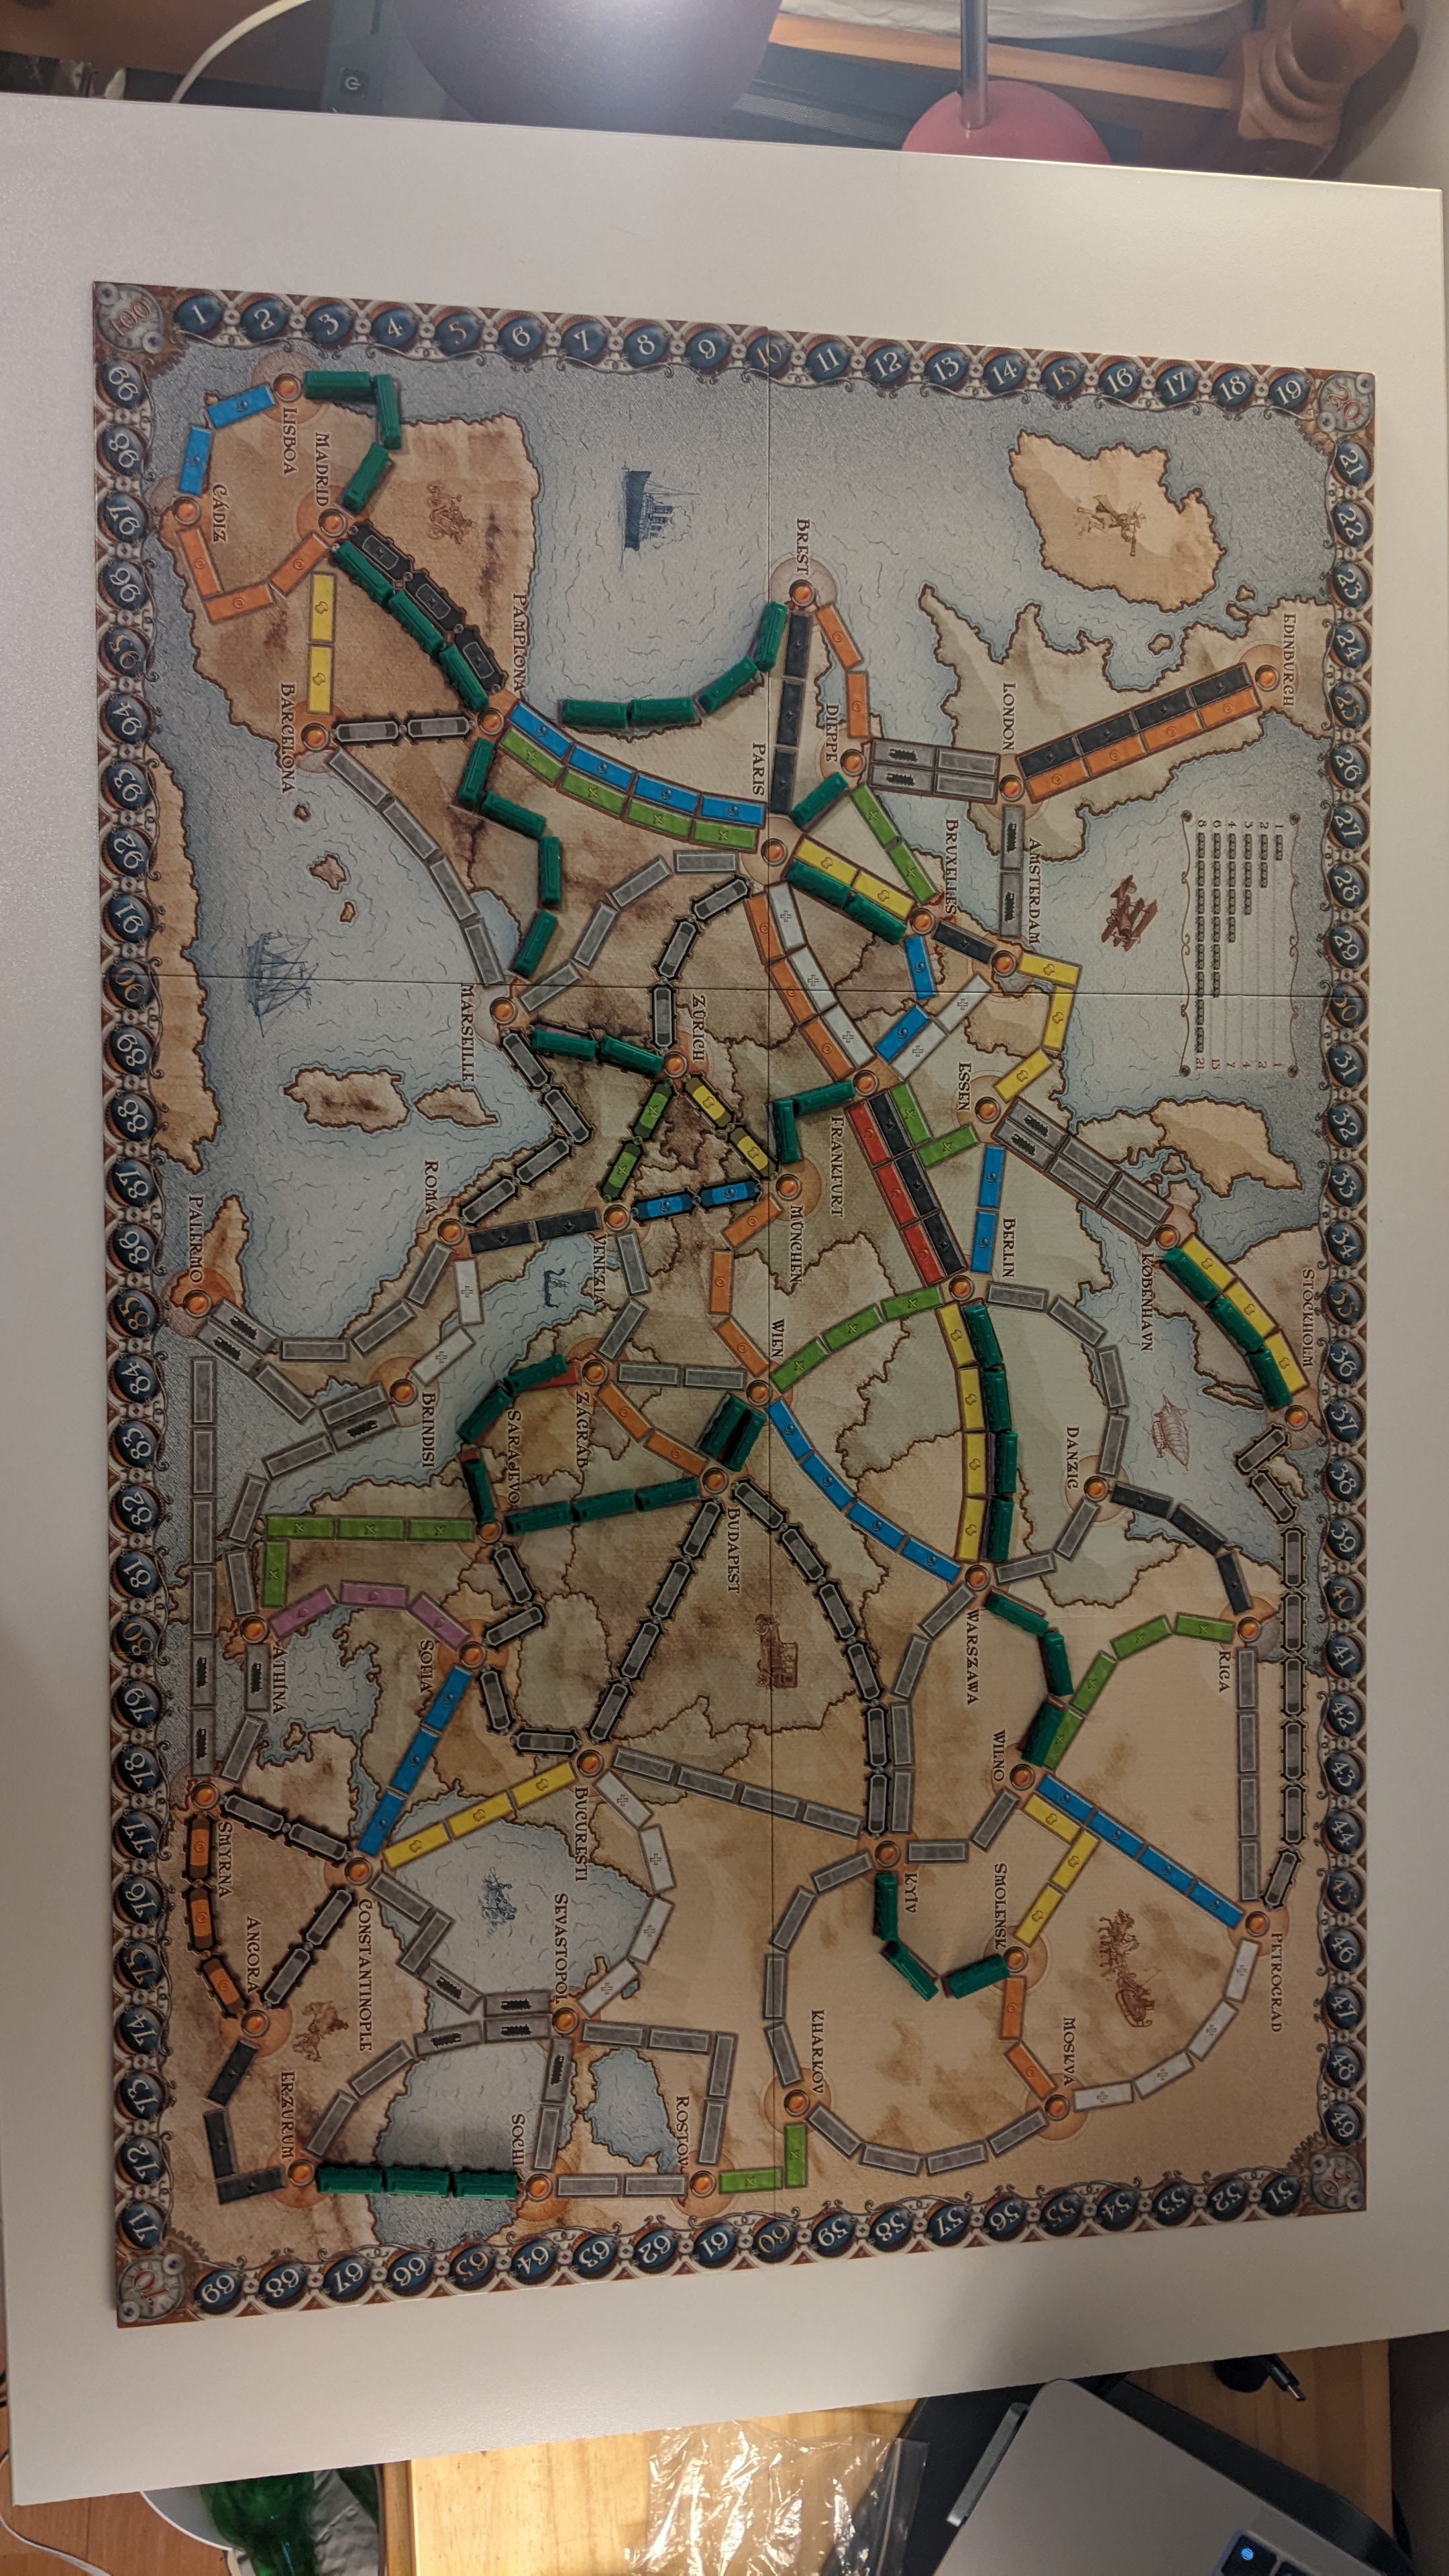 EDINBURGH
LONDON
AMSTERDAM
BREST
DIEPPE
BRUXELLES
PARIS
PAMPLONA
MADRID
LISBOA
CÁDIZ
BARCELONA
MARSEILLE
ZÜRICH
ESSEN
FRANKFURT
MÜNCHEN
BERLIN
KØBENHAVN
STOCKHOLM
ROMA
VENEZIA
PALERMO
BRINDISI
ZAGRAB
WIEN
BUDAPEST
SARAJEVO
DANZIC
WARSZAWA
RICA
WILNO
PETROGRAD
SOFIA
ATHÍNA
SMYRNA
BUCURESTI
KYÏV
SMOLENSK
MOSKVA
KHARKOV
CONSTANTINOPLE
ANGORA
SEVASTOPOL
ERZURUM
SOCHI
ROSTOV
1 2 3 4 5 6 7 8 9 10 11 12 13 14 15 16 17 18 19 20
21 22 23 24 25 26 27 28 29 30 31 32 33 34 35 36 37 38 39 40 41 42 43 44 45 46 47 48 49
51 52 53 54 55 56 57 58 59 60 61 62 63 64 65 66 67 68 69 70
71 72 73 74 75 76 77 78 79 80 81 82 83 84 85 86 87 88 89 90 91 92 93 94 95 96 97 98 99 100
1 1
2 2
3 4
4 7
6 15
8 21